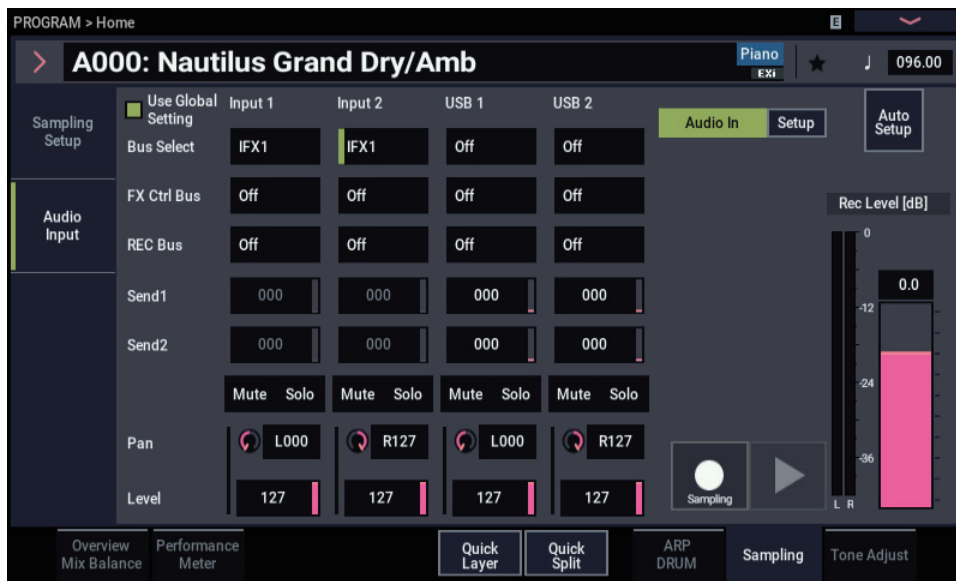 PROGRAM > Home
E
A000: Nautilus Grand Dry/Amb
Piano
EXi
♩ 096.00
Sampling
Setup
Audio
Input
Use Global
Setting
Input 1 Input 2 USB 1 USB 2
Audio In Setup
Auto
Setup
Bus Select IFX1 IFX1 Off Off
FX Ctrl Bus Off Off Off Off
REC Bus Off Off Off Off
Send1 000 000 000 000
Send2 000 000 000 000
Mute Solo Mute Solo Mute Solo Mute Solo
Pan L000 R127 L000 R127
Level 127 127 127 127
Rec Level [dB]
0
0.0
-12
-24
-36
L R
Sampling
Overview
Mix Balance
Performance
Meter
Quick
Layer
Quick
Split
ARP
DRUM
Sampling
Tone Adjust